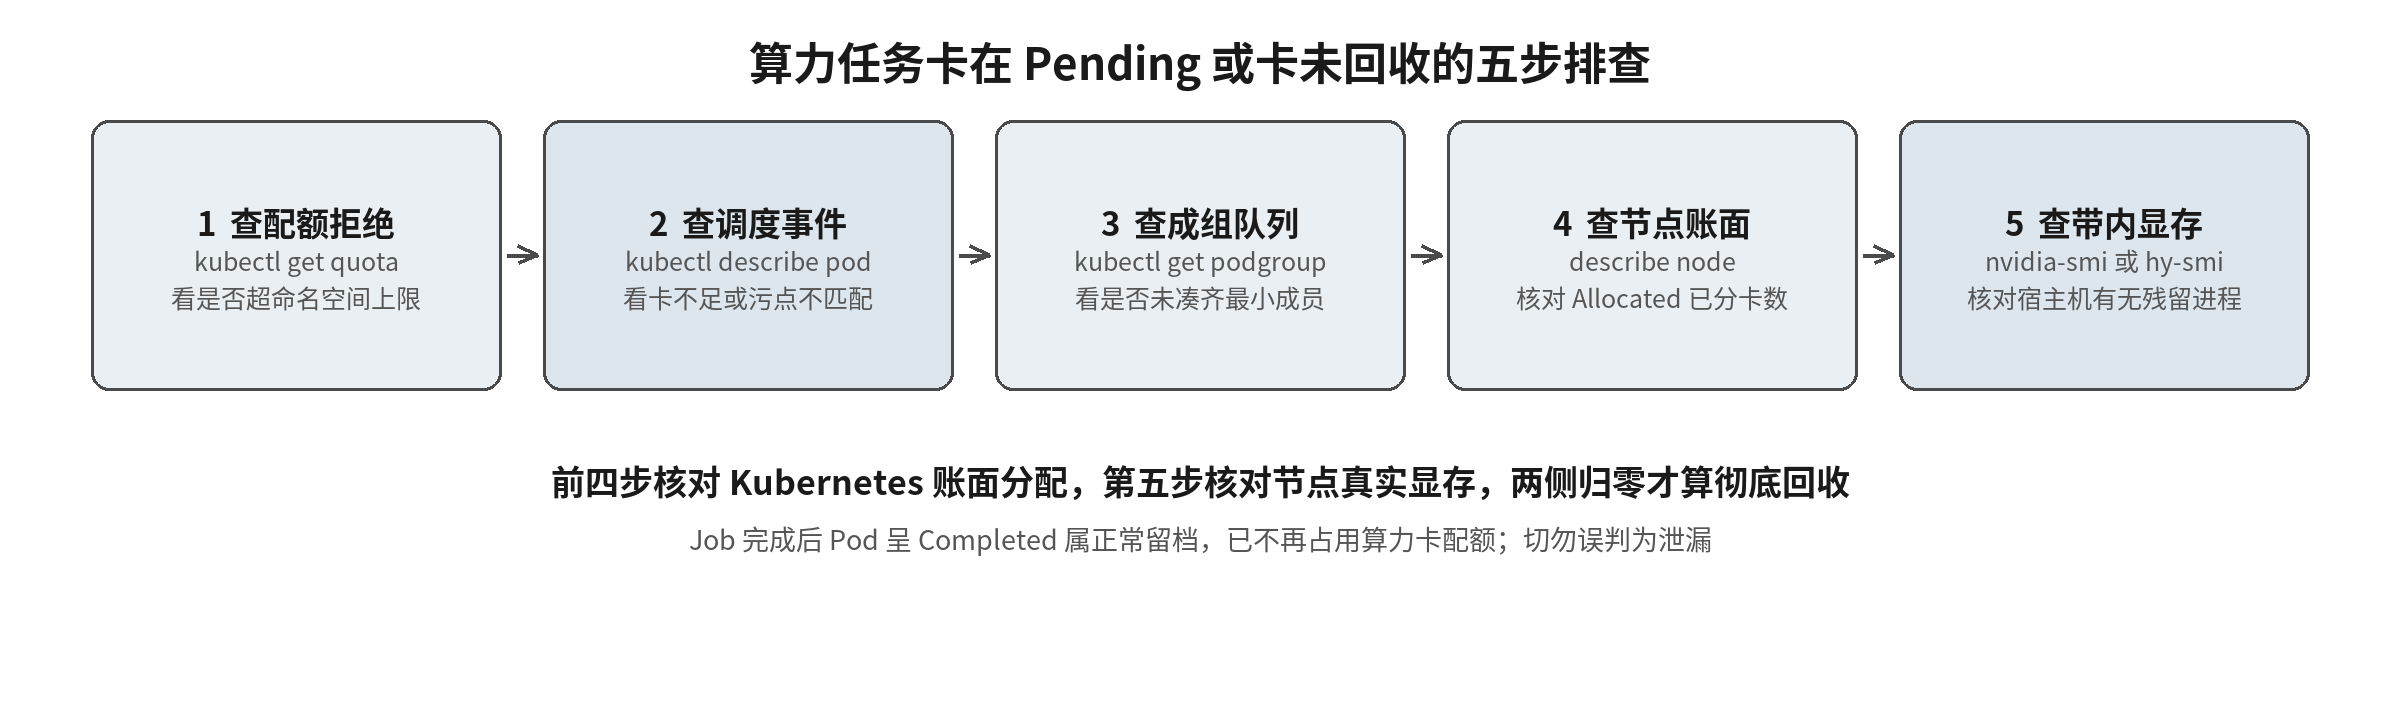 算力任务卡在 Pending 或卡未回收的五步排查
1 查配额拒绝
kubectl get quota
看是否超命名空间上限
2 查调度事件
kubectl describe pod
看卡不足或污点不匹配
3 查成组队列
kubectl get podgroup
看是否未凑齐最小成员
4 查节点账面
describe node
核对 Allocated 已分卡数
5 查带内显存
nvidia-smi 或 hy-smi
核对宿主机有无残留进程
前四步核对 Kubernetes 账面分配，第五步核对节点真实显存，两侧归零才算彻底回收
Job 完成后 Pod 呈 Completed 属正常留档，已不再占用算力卡配额；切勿误判为泄漏